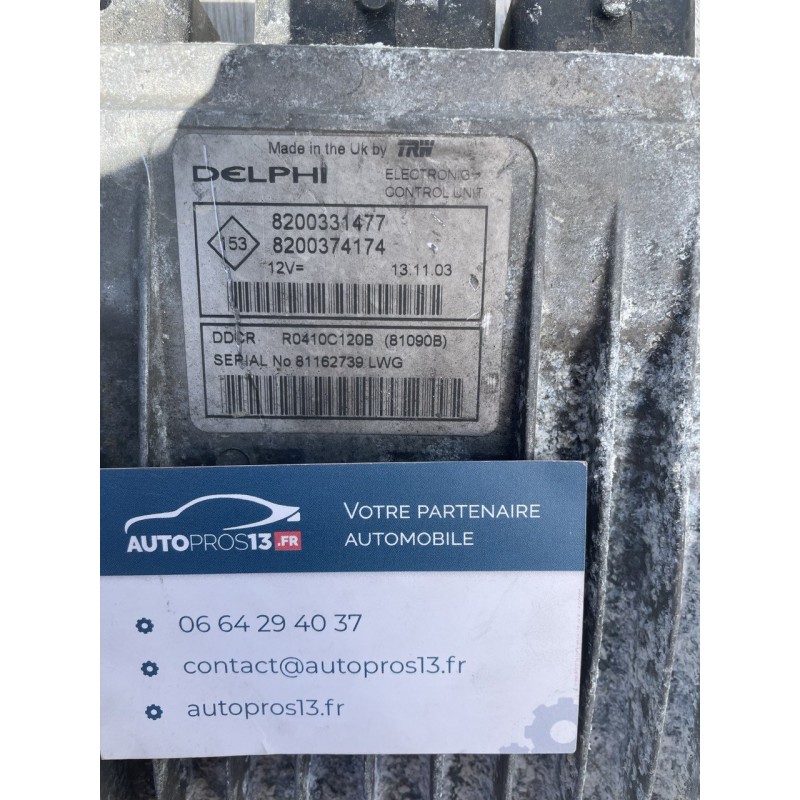 Made in the Uk by TRW
DELPHI
ELECTRONIC
CONTROL UNIT
8200331477
153
8200374174
12V=
13.11.03
DDCR R0410C120B (81090B)
SERIAL No 81162739 LWG
VOTRE PARTENAIRE
AUTOMOBILE
AUTOPROS13.FR
06 64 29 40 37
contact@autopros13.fr
autopros13.fr